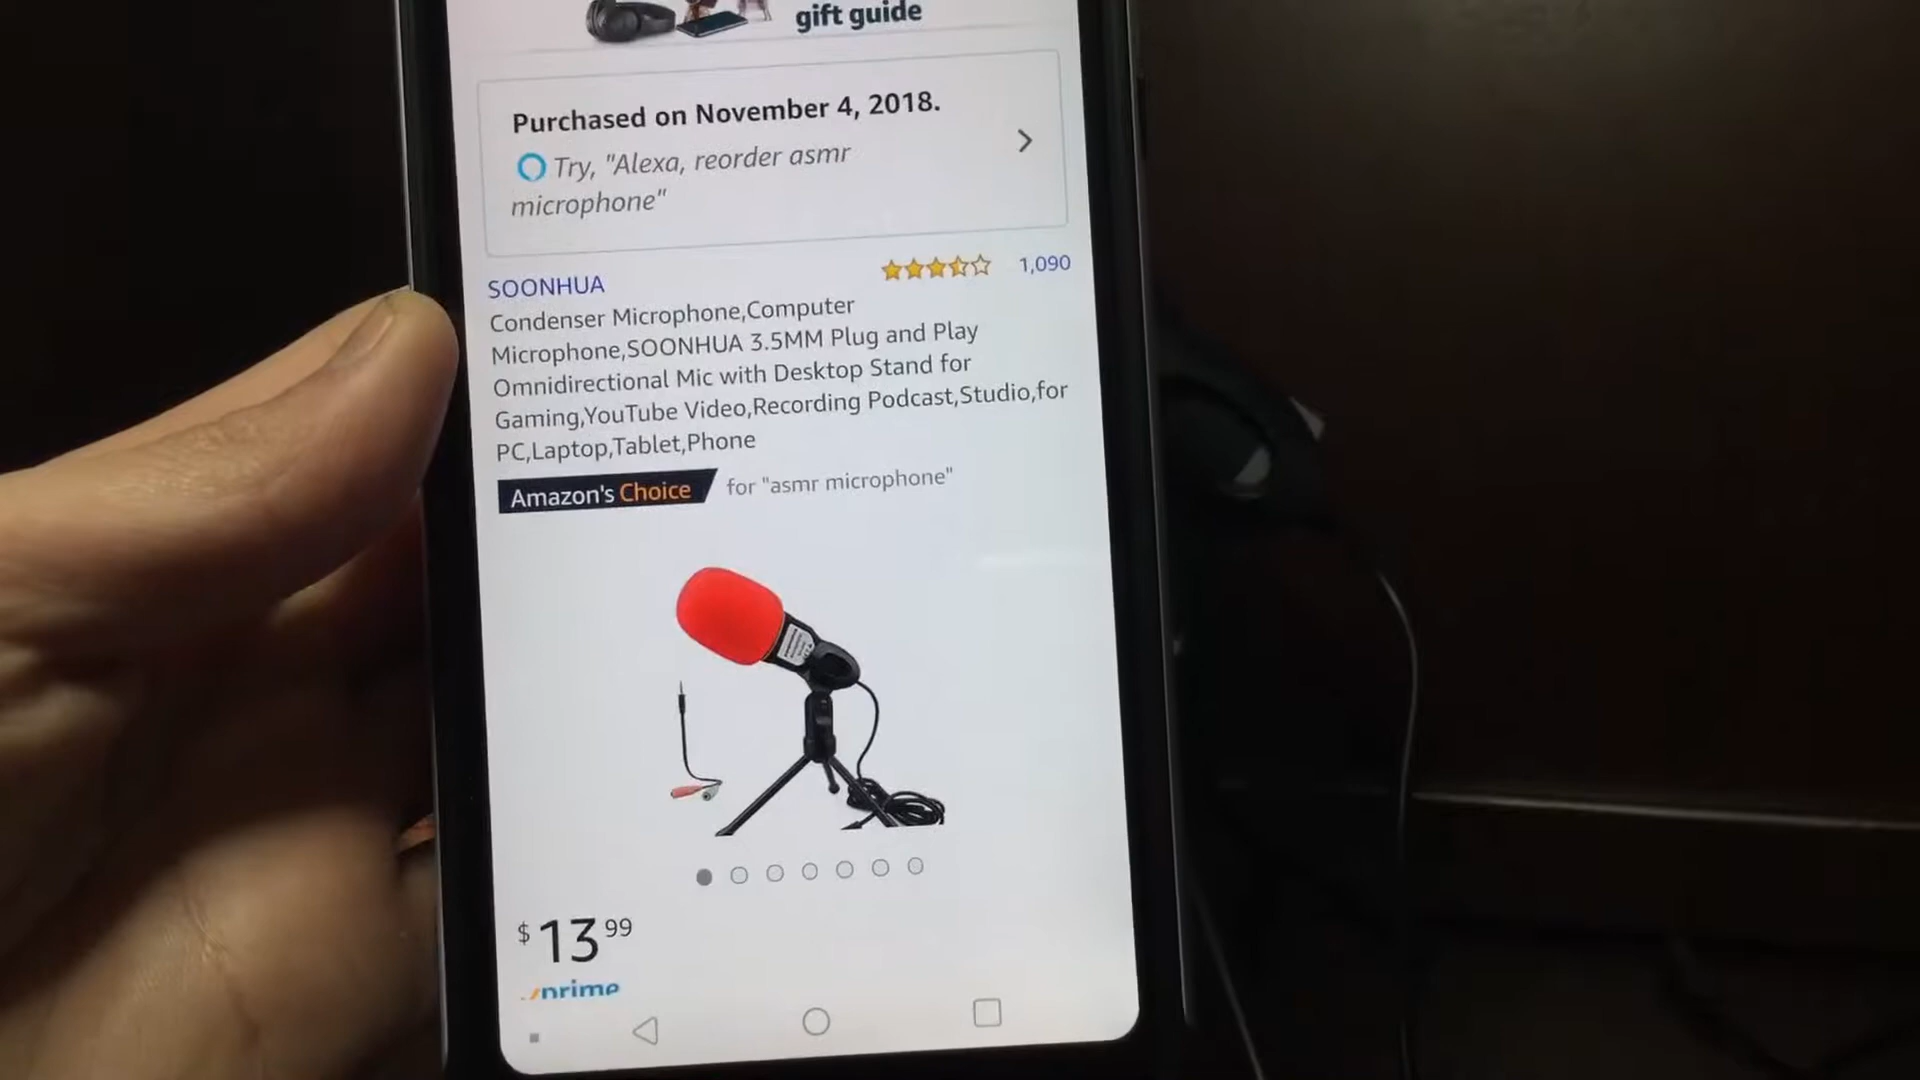 gift guide
Purchased on November 4, 2018.
Try, "Alexa, reorder asmr
microphone"
SOONHUA
1,090
Condenser Microphone,Computer
Microphone,SOONHUA 3.5MM Plug and Play
Omnidirectional Mic with Desktop Stand for
Gaming,YouTube Video,Recording Podcast,Studio,for
PC,Laptop,Tablet,Phone
Amazon's Choice for "asmr microphone"
$13 99
prime